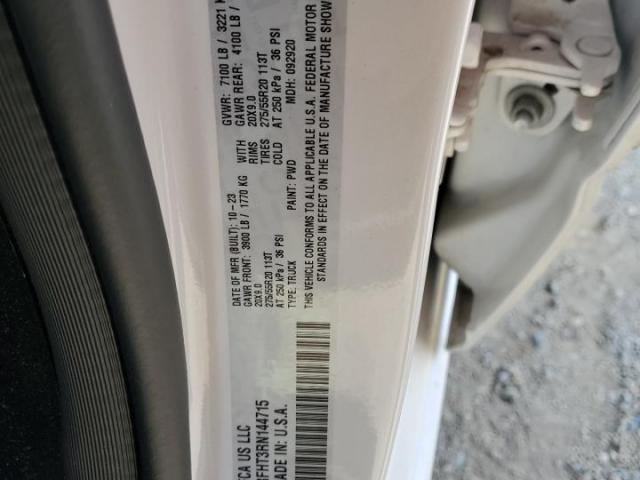 FCA US LLC
DATE OF MFR (BUILT): 10-23
GVWR: 7100 LB / 3221
GAWR FRONT: 3900 LB / 1770 KG WITH GAWR REAR: 4100 LB /
20X9.0 RIMS 20X9.0
275/55R20 113T TIRES 275/55R20 113T
AT 250 kPa / 36 PSI COLD AT 250 kPa / 36 PSI
TYPE: TRUCK PAINT: PWD MDH: 092920
THIS VEHICLE CONFORMS TO ALL APPLICABLE U.S.A. FEDERAL MOTOR
STANDARDS IN EFFECT ON THE DATE OF MANUFACTURE SHOW
FHT3RN144715
MADE IN: U.S.A.